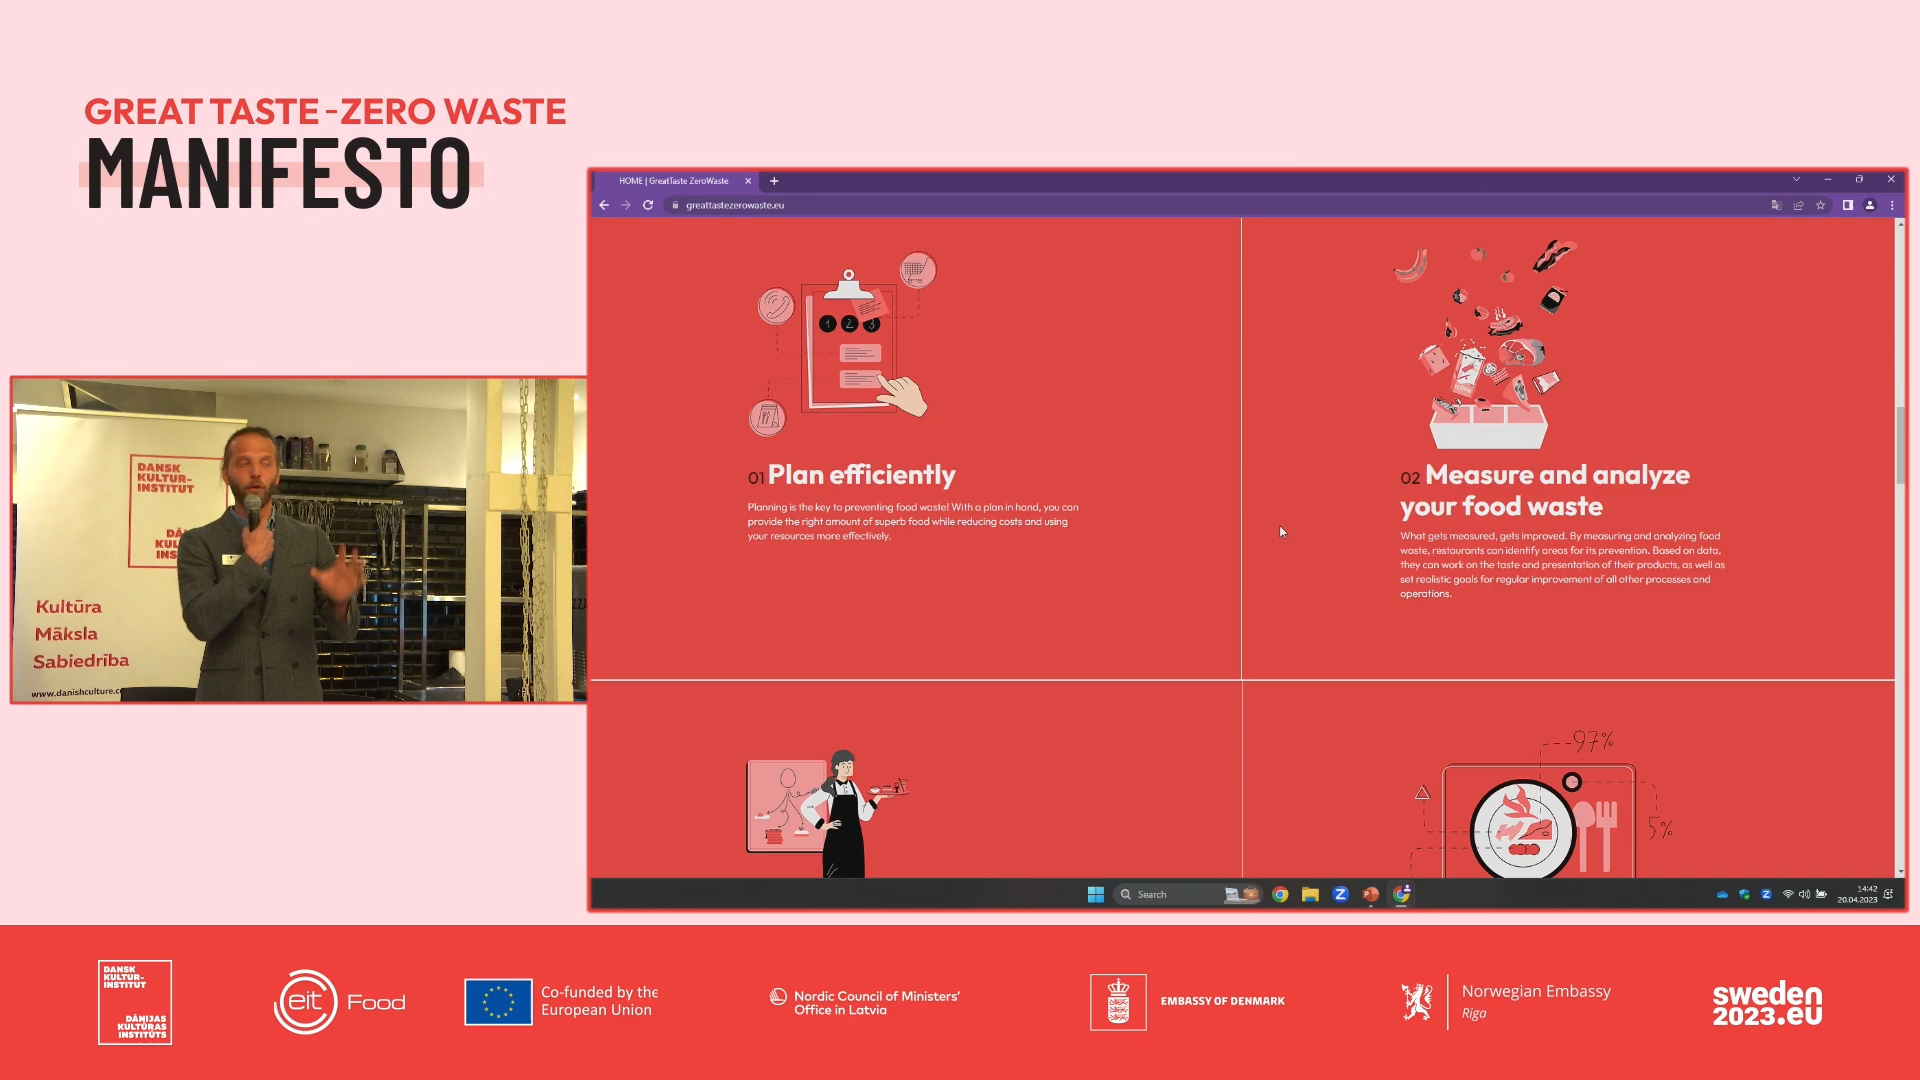 GREAT TASTE - ZERO WASTE
MANIFESTO
HOME | GreatTaste ZeroWaste
greattastezerowaste.eu
1 2 3
01 Plan efficiently
Planning is the key to preventing food waste! With a plan in hand, you can
provide the right amount of superb food while reducing costs and using
your resources more effectively.
02 Measure and analyze
your food waste
What gets measured, gets improved. By measuring and analyzing food
waste, restaurants can identify areas for its prevention. Based on data,
they can work on the taste and presentation of their products, as well as
set realistic goals for regular improvement of all other processes and
operations.
97%
5%
Search
14:42
20.04.2023
DANSK
KULTUR-
INSTITUT
Kultūra
Māksla
Sabiedrība
www.danishculture.c
DANSK
KULTUR-
INSTITUT
DĀNIJAS
KULTŪRAS
INSTITŪTS
eit Food
Co-funded by the
European Union
Nordic Council of Ministers'
Office in Latvia
EMBASSY OF DENMARK
Norwegian Embassy
Riga
sweden
2023.eu